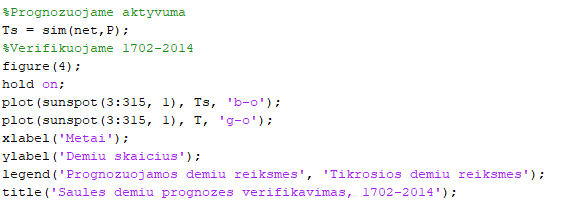 %Prognozuojame aktyvuma
Ts = sim(net,P);
%Verifikuojame 1702-2014
figure(4);
hold on;
plot(sunspot(3:315, 1), Ts, 'b-o');
plot(sunspot(3:315, 1), T, 'g-o');
xlabel('Metai');
ylabel('Demiu skaicius');
legend('Prognozuojamos demiu reiksmes', 'Tikrosios demiu reiksmes');
title('Saules demiu prognozes verifikavimas, 1702-2014');